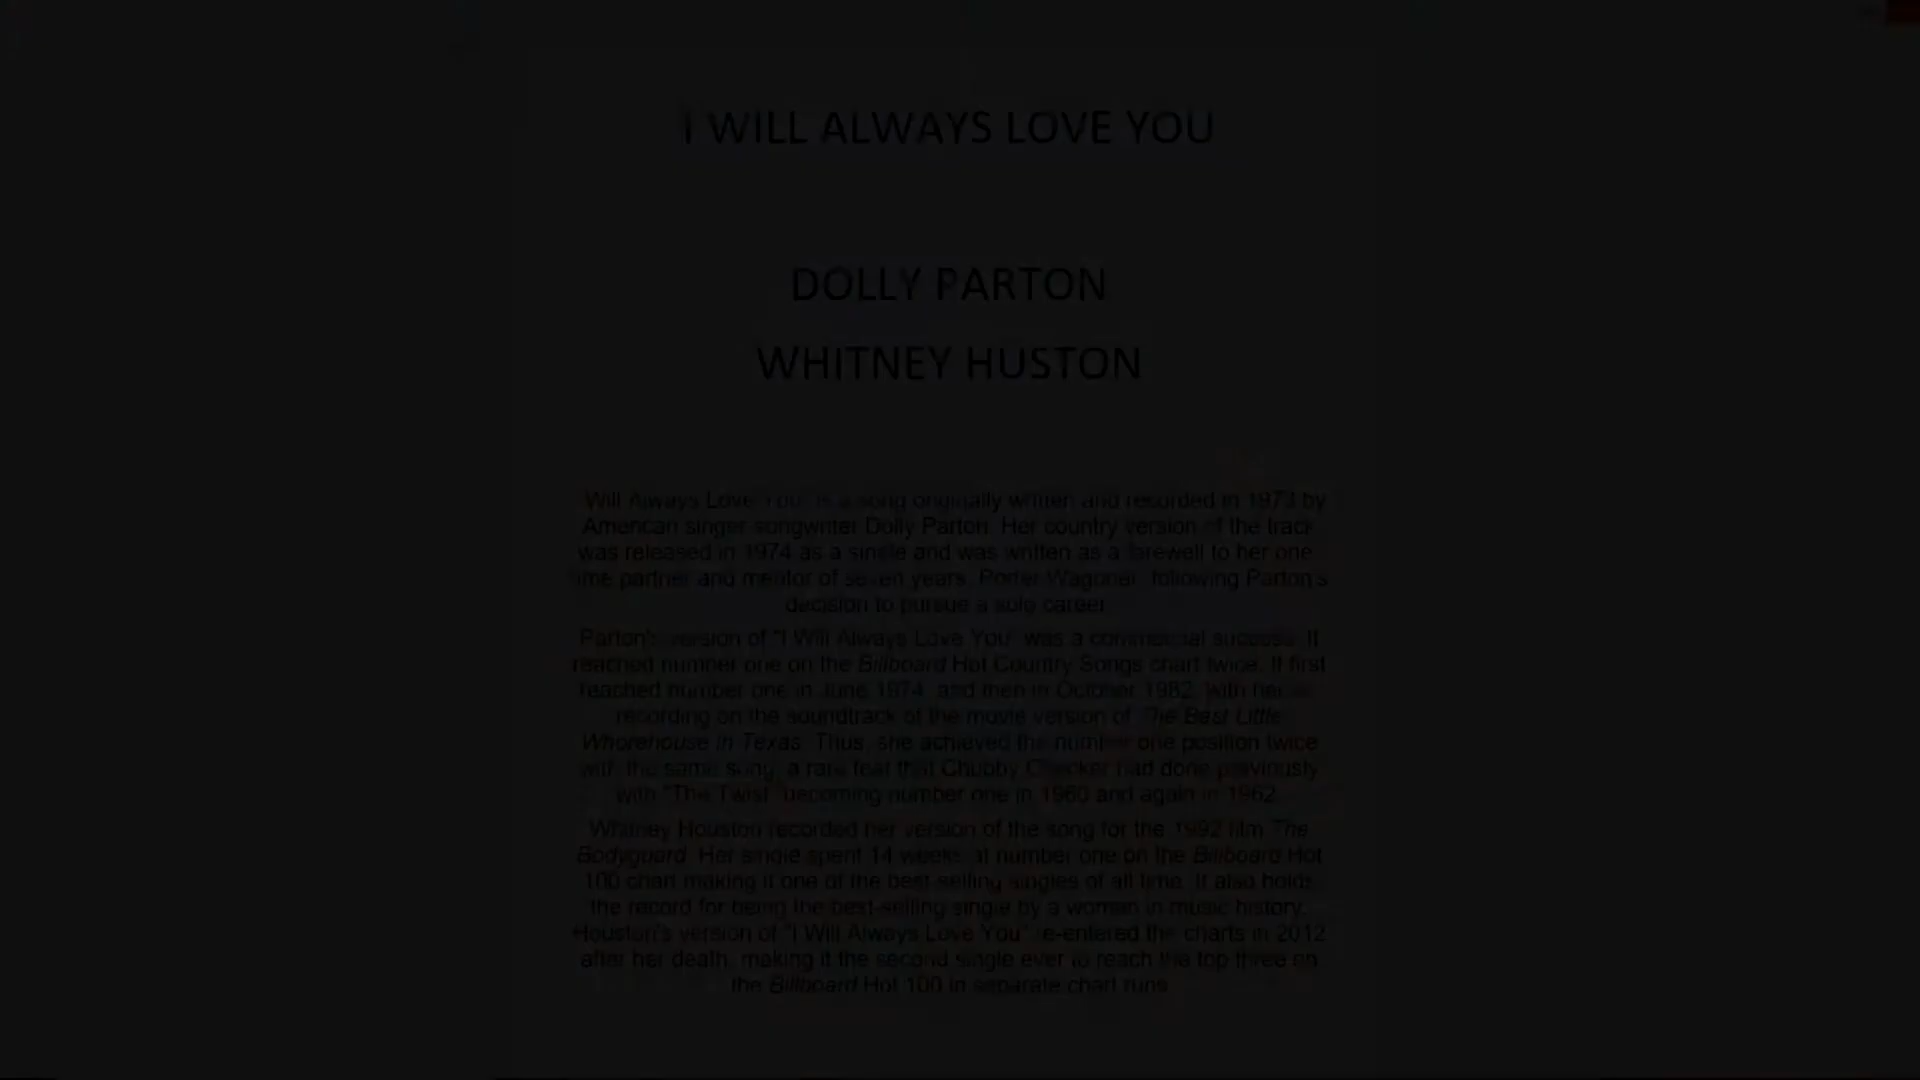 I WILL ALWAYS LOVE YOU
DOLLY PARTON
WHITNEY HUSTON
Will Always Love You" is a song originally written and recorded in 1973 by
American singer-songwriter Dolly Parton. Her country version of the track
was released in 1974 as a single and was written as a farewell to her one-
time partner and mentor of seven years, Porter Wagoner, following Parton's
decision to pursue a solo career.
Parton's version of "I Will Always Love You" was a commercial success. It
reached number one on the Billboard Hot Country Songs chart twice. It first
reached number one in June 1974, and then in October 1982, with her re-
recording on the soundtrack of the movie version of The Best Little
Whorehouse in Texas. Thus, she achieved the number one position twice
with the same song, a rare feat that Chubby Checker had done previously
with "The Twist" becoming number one in 1960 and again in 1962.
Whitney Houston recorded her version of the song for the 1992 film The
Bodyguard. Her single spent 14 weeks at number one on the Billboard Hot
100 chart making it one of the best-selling singles of all time. It also holds
the record for being the best-selling single by a woman in music history.
Houston's version of "I Will Always Love You" re-entered the charts in 2012
after her death, making it the second single ever to reach the top three on
the Billboard Hot 100 in separate chart runs.